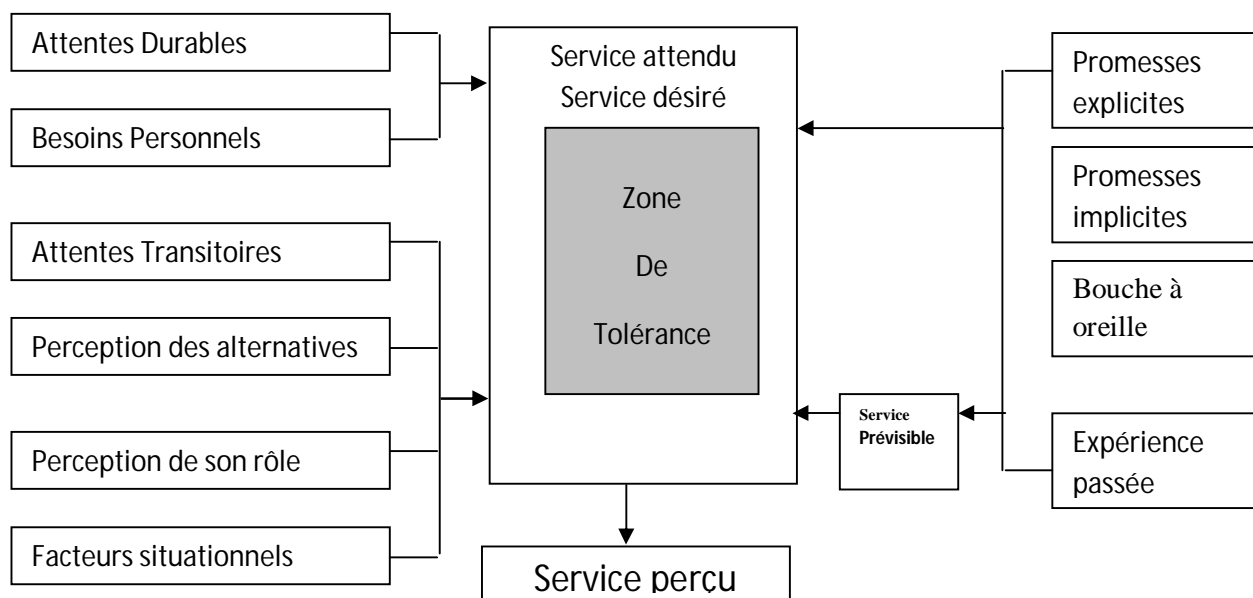 Attentes Durables
Besoins Personnels
Attentes Transitoires
Perception des alternatives
Perception de son rôle
Facteurs situationnels
Service attendu
Service désiré
Zone
De
Tolérance
Service perçu
Service
Prévisible
Promesses
explicites
Promesses
implicites
Bouche à
oreille
Expérience
passée